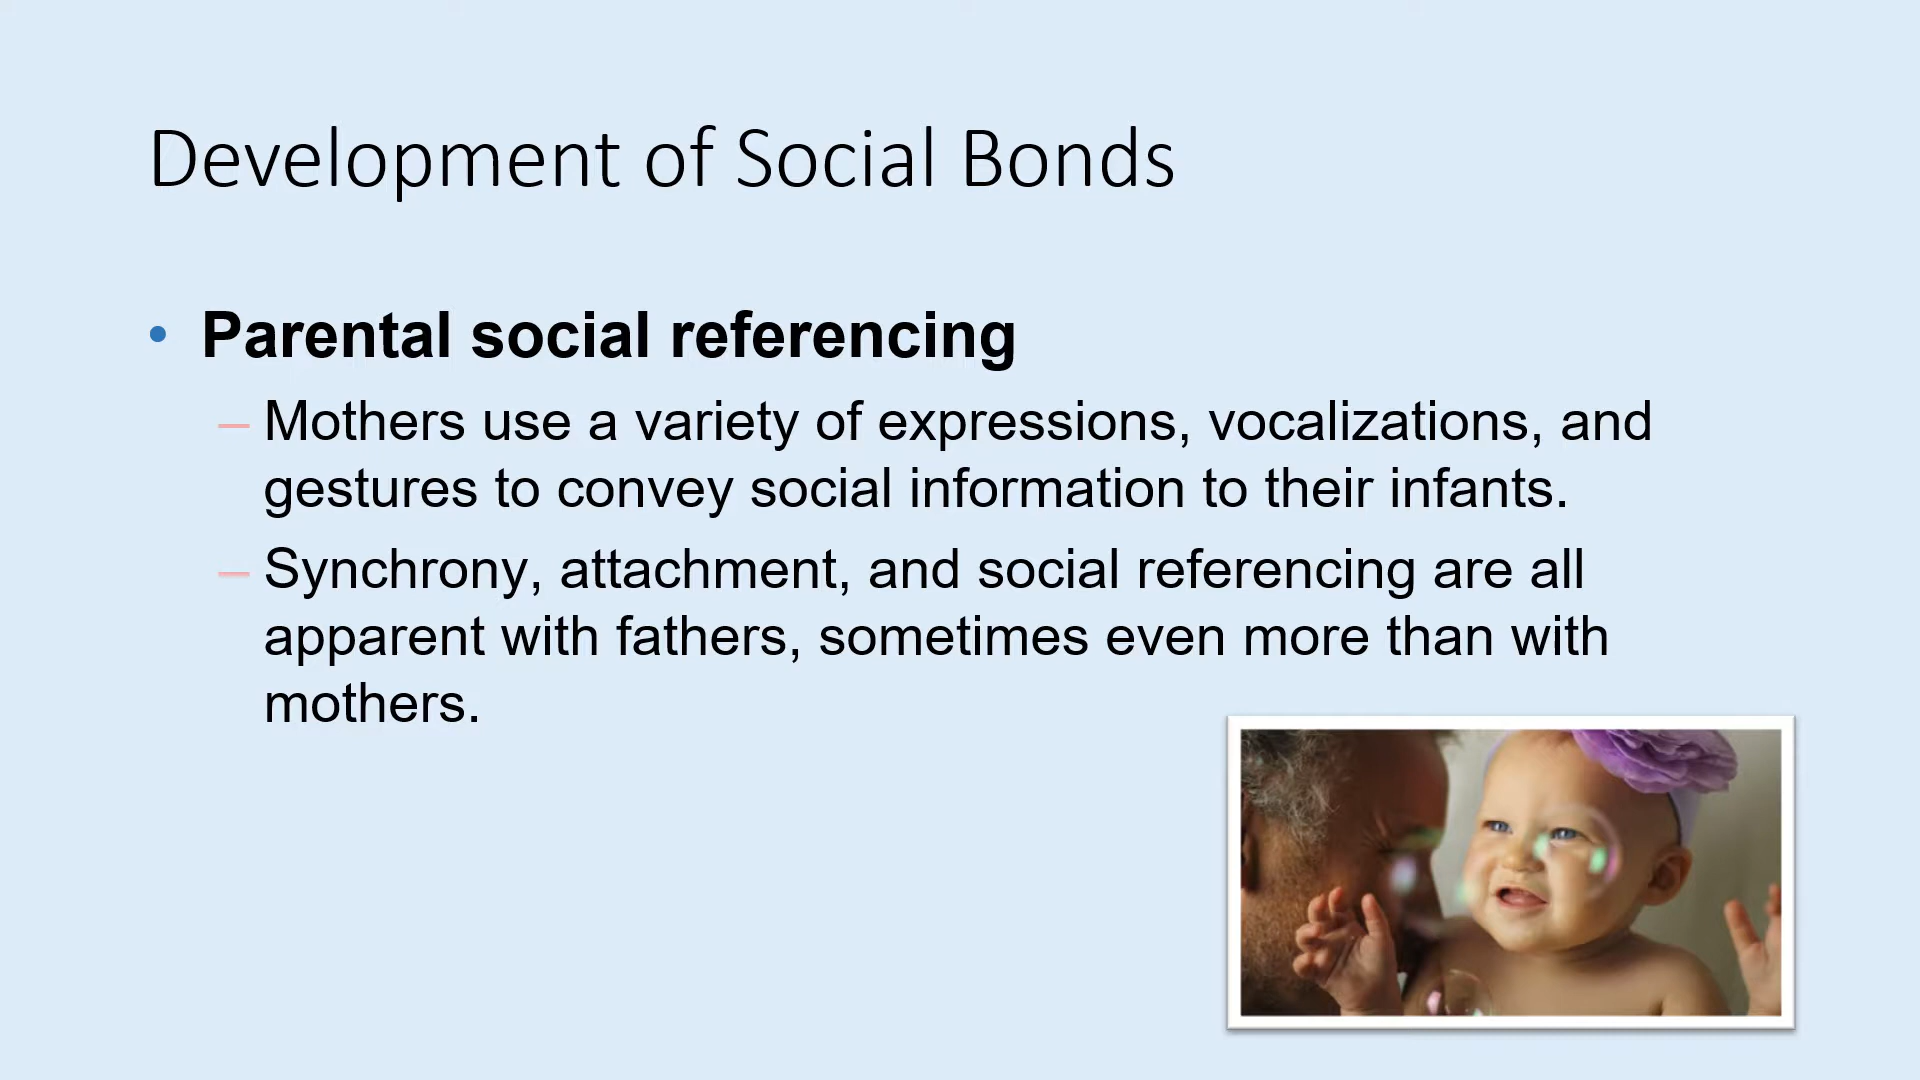 Development of Social Bonds
• Parental social referencing
– Mothers use a variety of expressions, vocalizations, and
gestures to convey social information to their infants.
– Synchrony, attachment, and social referencing are all
apparent with fathers, sometimes even more than with
mothers.